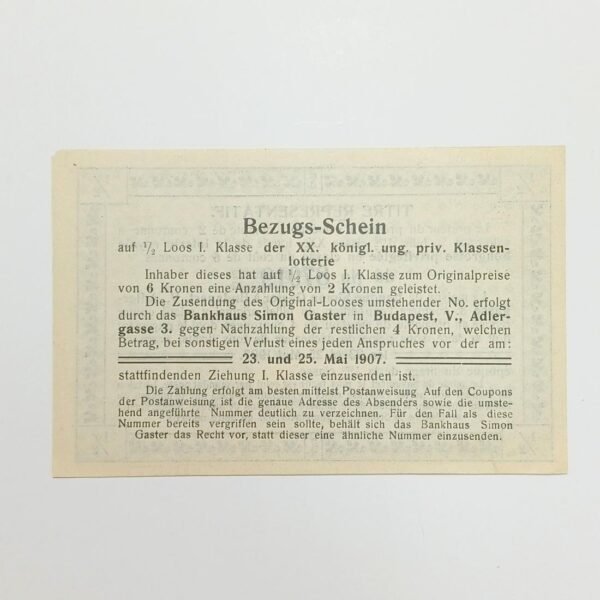 Bezugs-Schein
auf 1/2 Loos I. Klasse der XX. königl. ung. priv. Klassen-
lotterie
Inhaber dieses hat auf 1/2 Loos I. Klasse zum Originalpreise
von 6 Kronen eine Anzahlung von 2 Kronen geleistet.
Die Zusendung des Original-Looses umstehender No. erfolgt
durch das Bankhaus Simon Gaster in Budapest, V., Adler-
gasse 3. gegen Nachzahlung der restlichen 4 Kronen, welchen
Betrag, bei sonstigen Verlust eines jeden Anspruches vor der am:
23. und 25. Mai 1907.
stattfindenden Ziehung I. Klasse einzusenden ist.
Die Zahlung erfolgt am besten mittelst Postanweisung Auf den Coupons
der Postanweisung ist die genaue Adresse des Absenders sowie die umste-
hend angeführte Nummer deutlich zu verzeichnen. Für den Fall als diese
Nummer bereits vergriffen sein sollte, behält sich das Bankhaus Simon
Gaster das Recht vor, statt dieser eine ähnliche Nummer einzusenden.